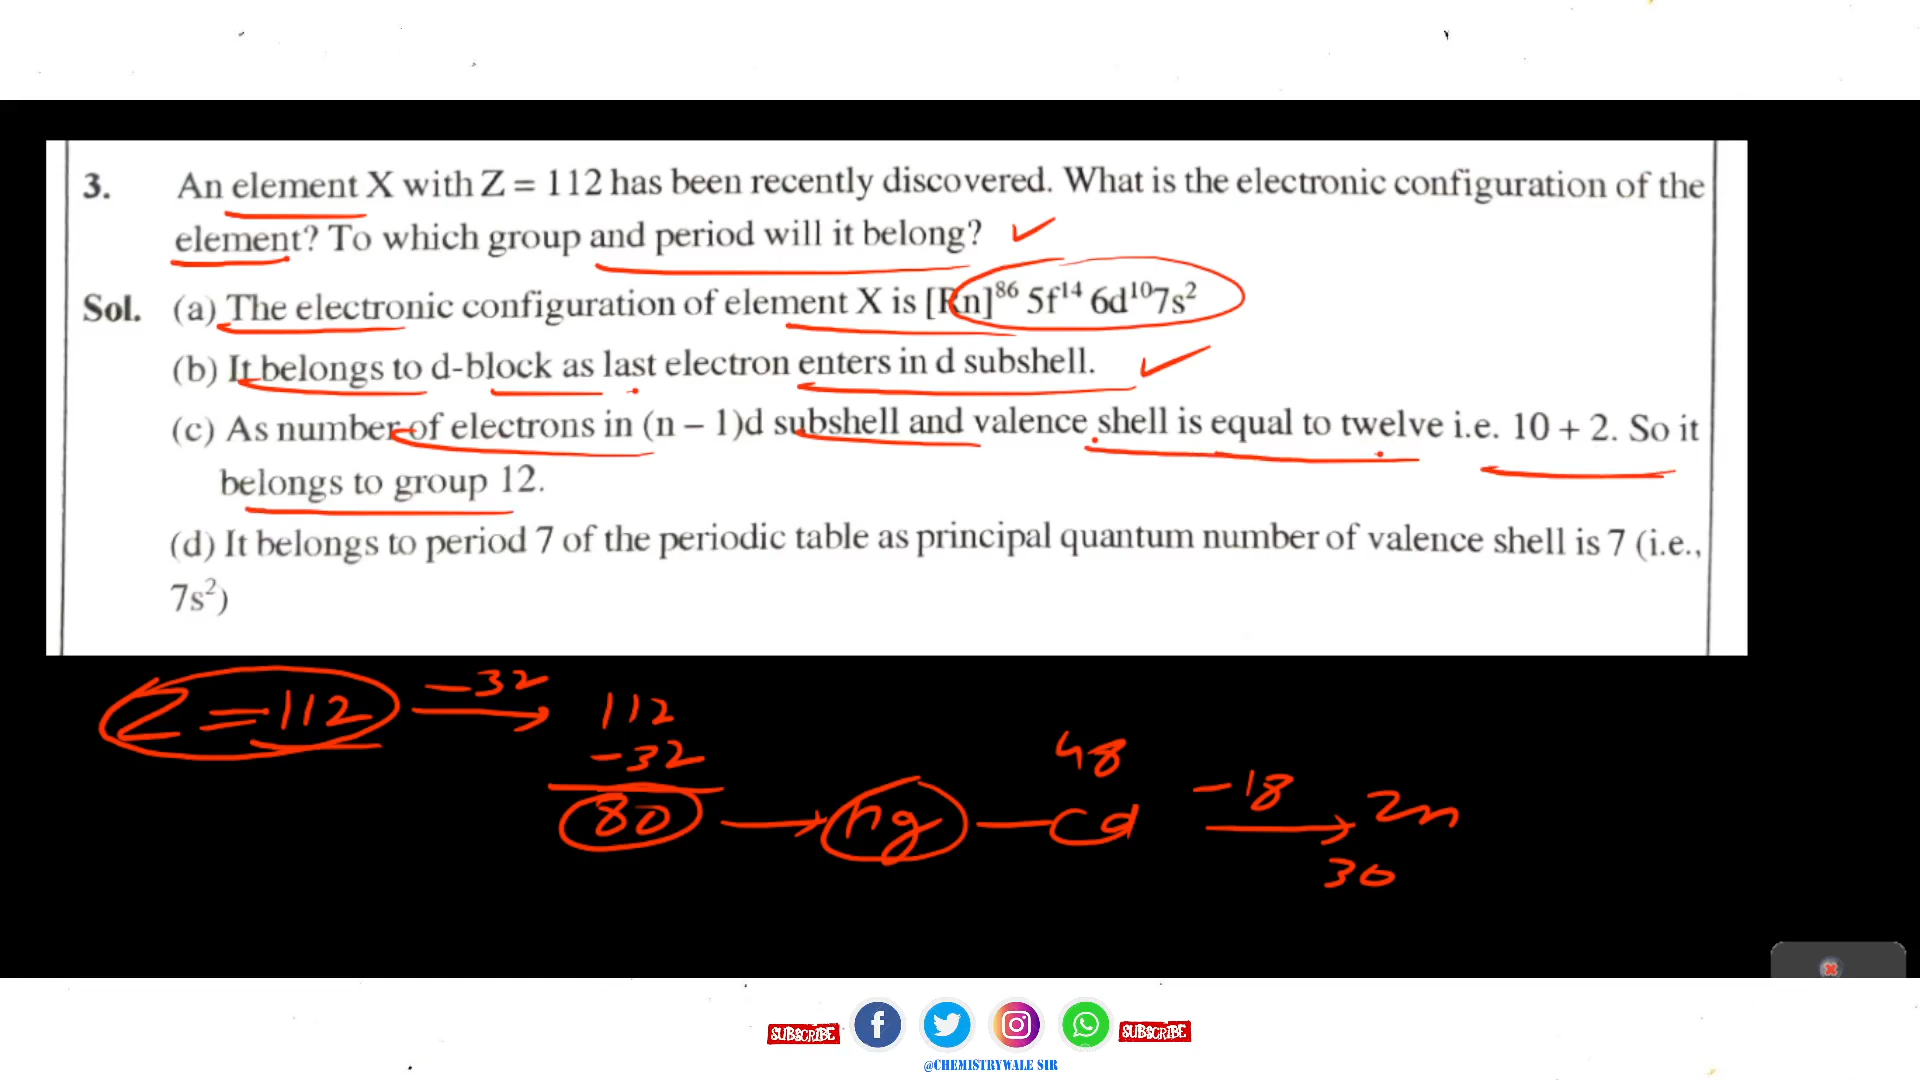 3. An element X with Z = 112 has been recently discovered. What is the electronic configuration of the
element? To which group and period will it belong?
Sol. (a) The electronic configuration of element X is [Rn]⁸⁶ 5f¹⁴ 6d¹⁰7s²
(b) It belongs to d-block as last electron enters in d subshell.
(c) As number of electrons in (n – 1)d subshell and valence shell is equal to twelve i.e. 10 + 2. So it
belongs to group 12.
(d) It belongs to period 7 of the periodic table as principal quantum number of valence shell is 7 (i.e.,
7s²)
Z = 112 -32 112
-32
80 Hg 48 Cd -18 Zn
30
SUBSCRIBE SUBSCRIBE
@CHEMISTRYWALE SIR